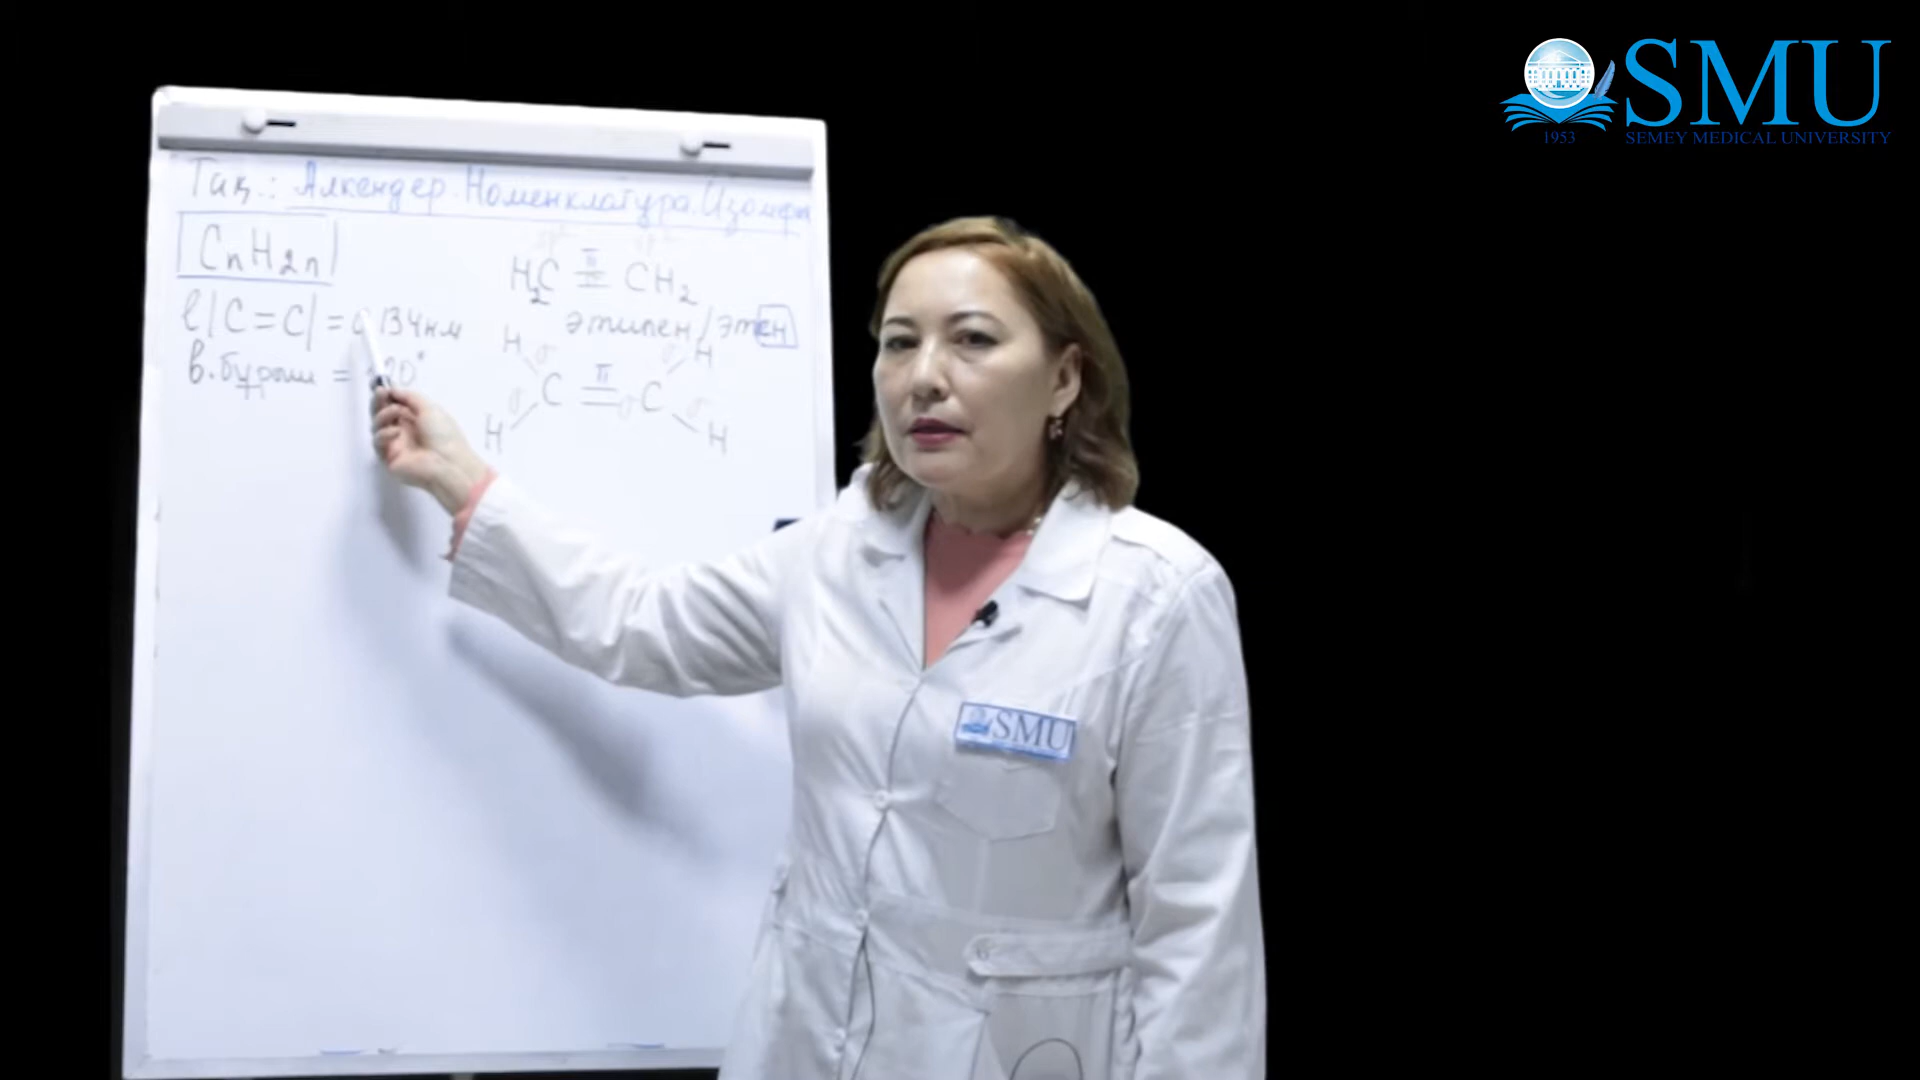 Тақ.: Алкендер. Номенклатура. Изомер
CnH2n
H2C = CH2
π
l|C=C| = 0,134нм
этилен/этен
в.бұрыш = 120°
H σ σ H
C π C
σ
H σ σ H
SMU
1953 SEMEY MEDICAL UNIVERSITY
SMU